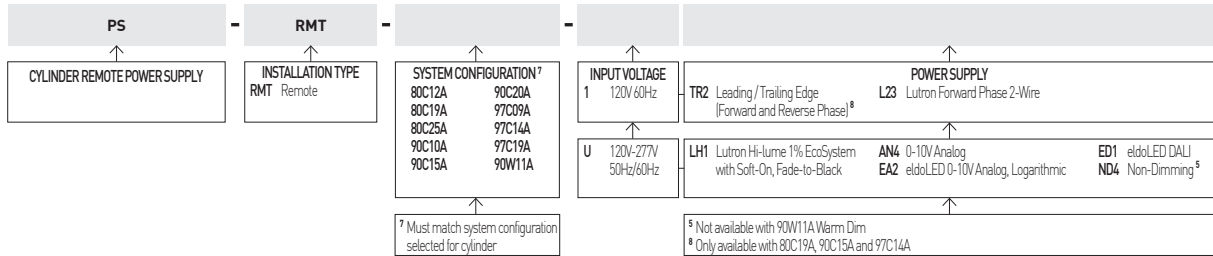 PS - RMT - -
CYLINDER REMOTE POWER SUPPLY
INSTALLATION TYPE
RMT Remote
SYSTEM CONFIGURATION 7
80C12A 90C20A
80C19A 97C09A
80C25A 97C14A
90C10A 97C19A
90C15A 90W11A
7 Must match system configuration
selected for cylinder
INPUT VOLTAGE
1 120V 60Hz
U 120V-277V
50Hz/60Hz
POWER SUPPLY
TR2 Leading / Trailing Edge
(Forward and Reverse Phase) 8
L23 Lutron Forward Phase 2-Wire
LH1 Lutron Hi-lume 1% EcoSystem
with Soft-On, Fade-to-Black
AN4 0-10V Analog
EA2 eldoLED 0-10V Analog, Logarithmic
ED1 eldoLED DALI
ND4 Non-Dimming 5
5 Not available with 90W11A Warm Dim
8 Only available with 80C19A, 90C15A and 97C14A